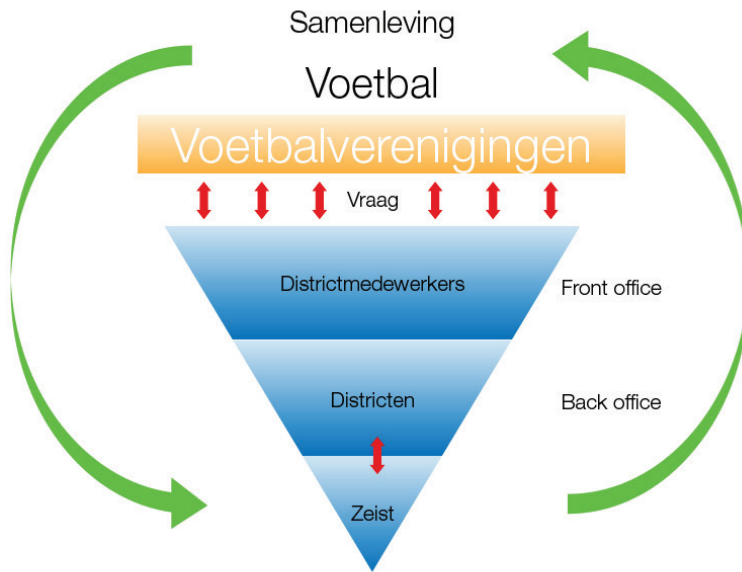 Samenleving
Voetbal
Voetbalverenigingen
Vraag
Districtmedewerkers
Front office
Districten
Back office
Zeist